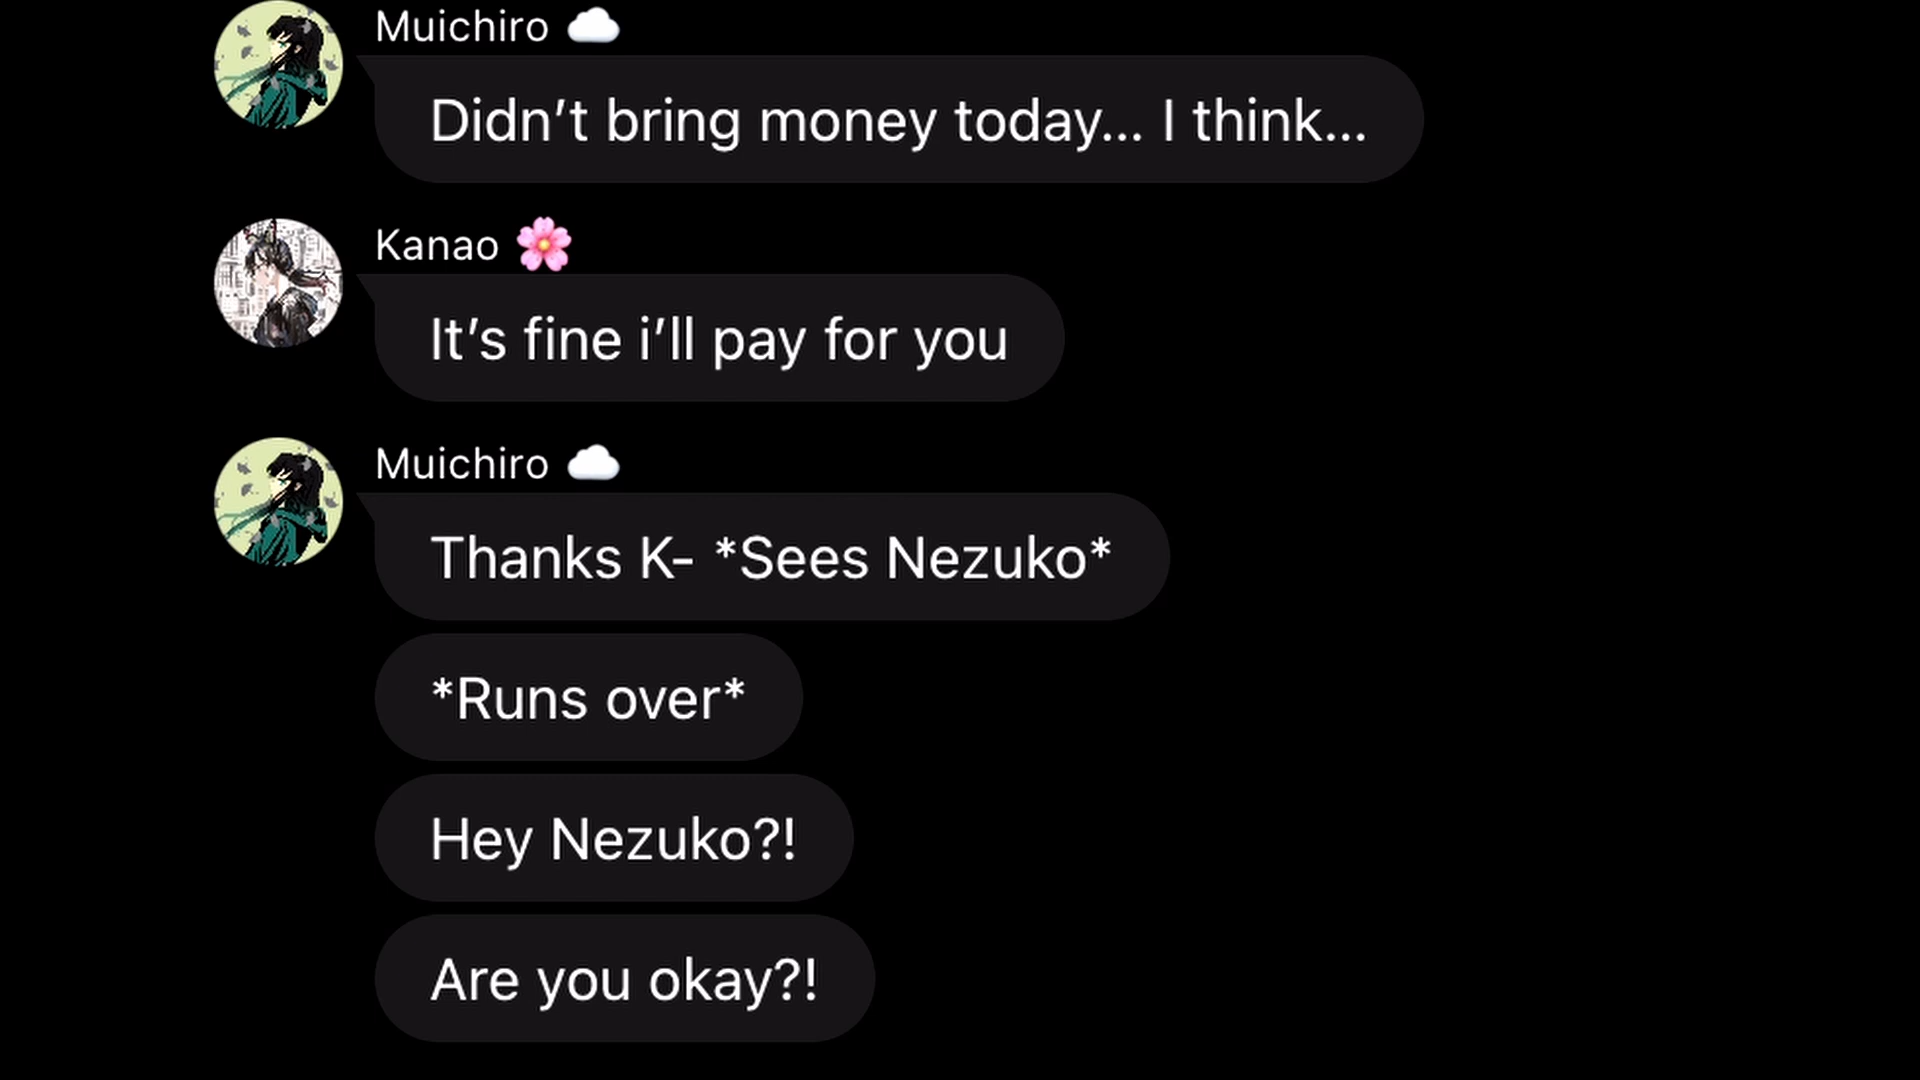 Muichiro ☁️
Didn’t bring money today... I think...
Kanao 🌸
It’s fine i’ll pay for you
Muichiro ☁️
Thanks K- *Sees Nezuko*
*Runs over*
Hey Nezuko?!
Are you okay?!